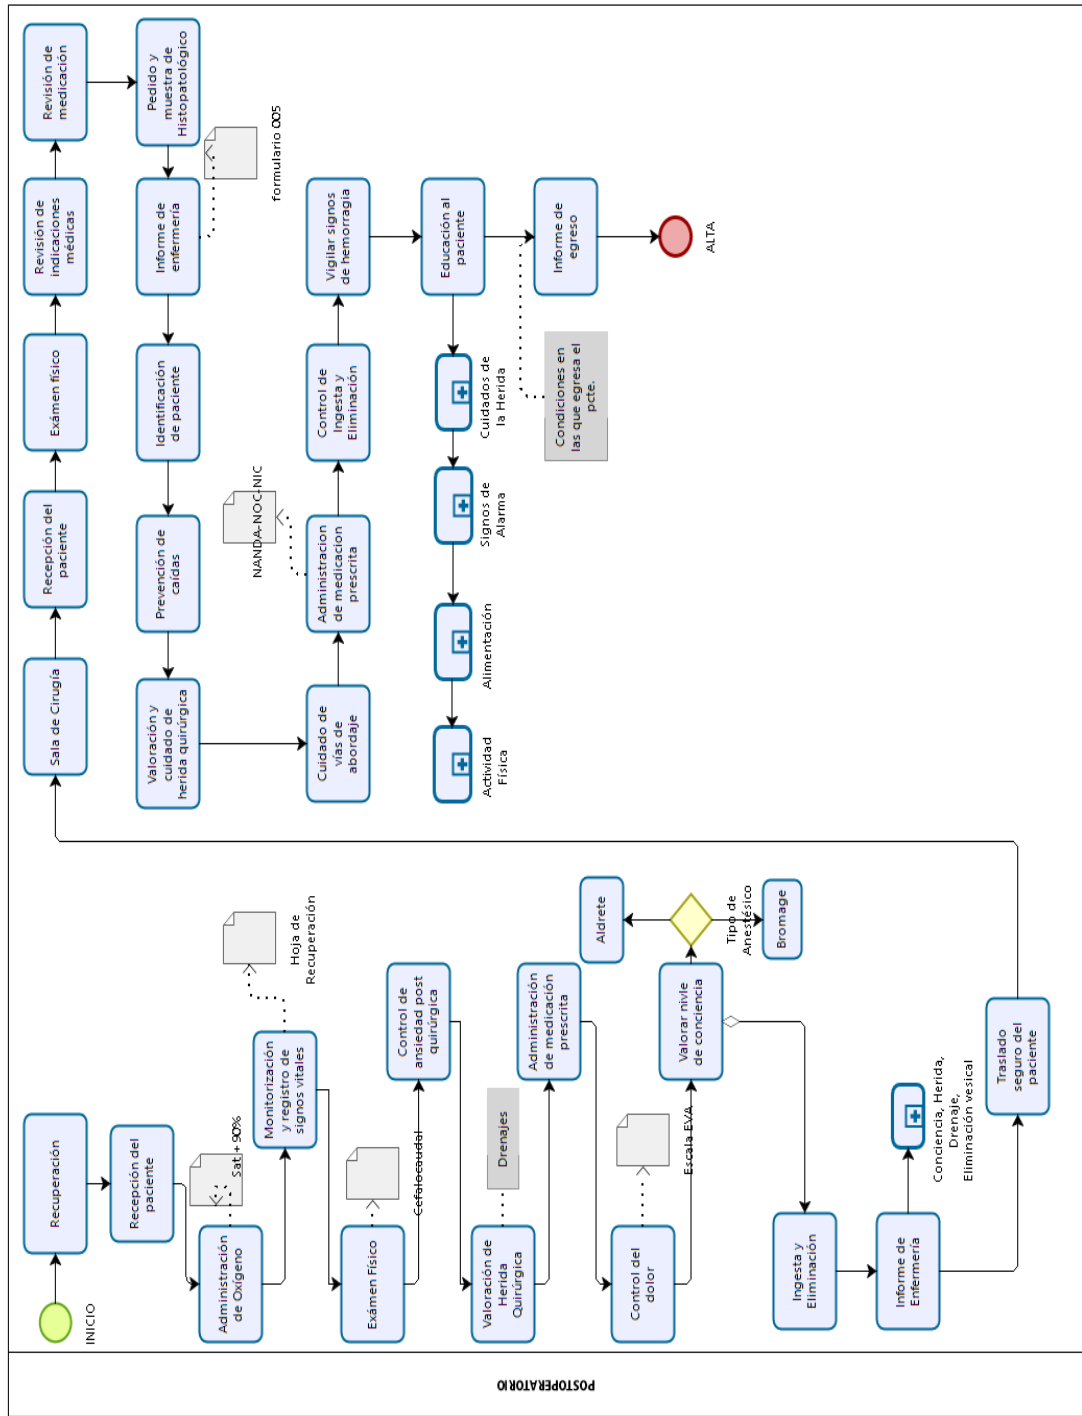 POSTOPERATORIO
INICIO
Recuperación
Recepción del
paciente
Administración
de Oxígeno
Sat + 90%
Monitorización
y registro de
signos vitales
Hoja de
Recuperación
Exámen Físico
Cefalocaudal
Control de
ansiedad post
quirúrgica
Valoración de
Herida
Quirúrgica
Drenajes
Administración
de medicación
prescrita
Control del
dolor
Escala EVA
Valorar nivle
de conciencia
Tipo de
Anestésico
Aldrete
Bromage
Ingesta y
Eliminación
Informe de
Enfermería
Conciencia, Herida,
Drenaje,
Eliminación vesical
Traslado
seguro del
paciente
Sala de Cirugía
Recepción del
paciente
Exámen físico
Revisión de
indicaciones
médicas
Revisión de
medicación
Pedido y
muestra de
Histopatológico
Informe de
enfermería
formulario 005
Identificación
de paciente
Prevención de
caídas
Valoración y
cuidado de
herida quirúrgica
Cuidado de
vías de
abordaje
Administracion
de medicacion
prescrita
NANDA-NOC-NIC
Control de
Ingesta y
Eliminación
Vigilar signos
de hemorragia
Educación al
paciente
Cuidados de
la Herida
Signos de
Alarma
Alimentación
Actividad
Física
Informe de
egreso
Condiciones en
las que egresa el
pcte.
ALTA